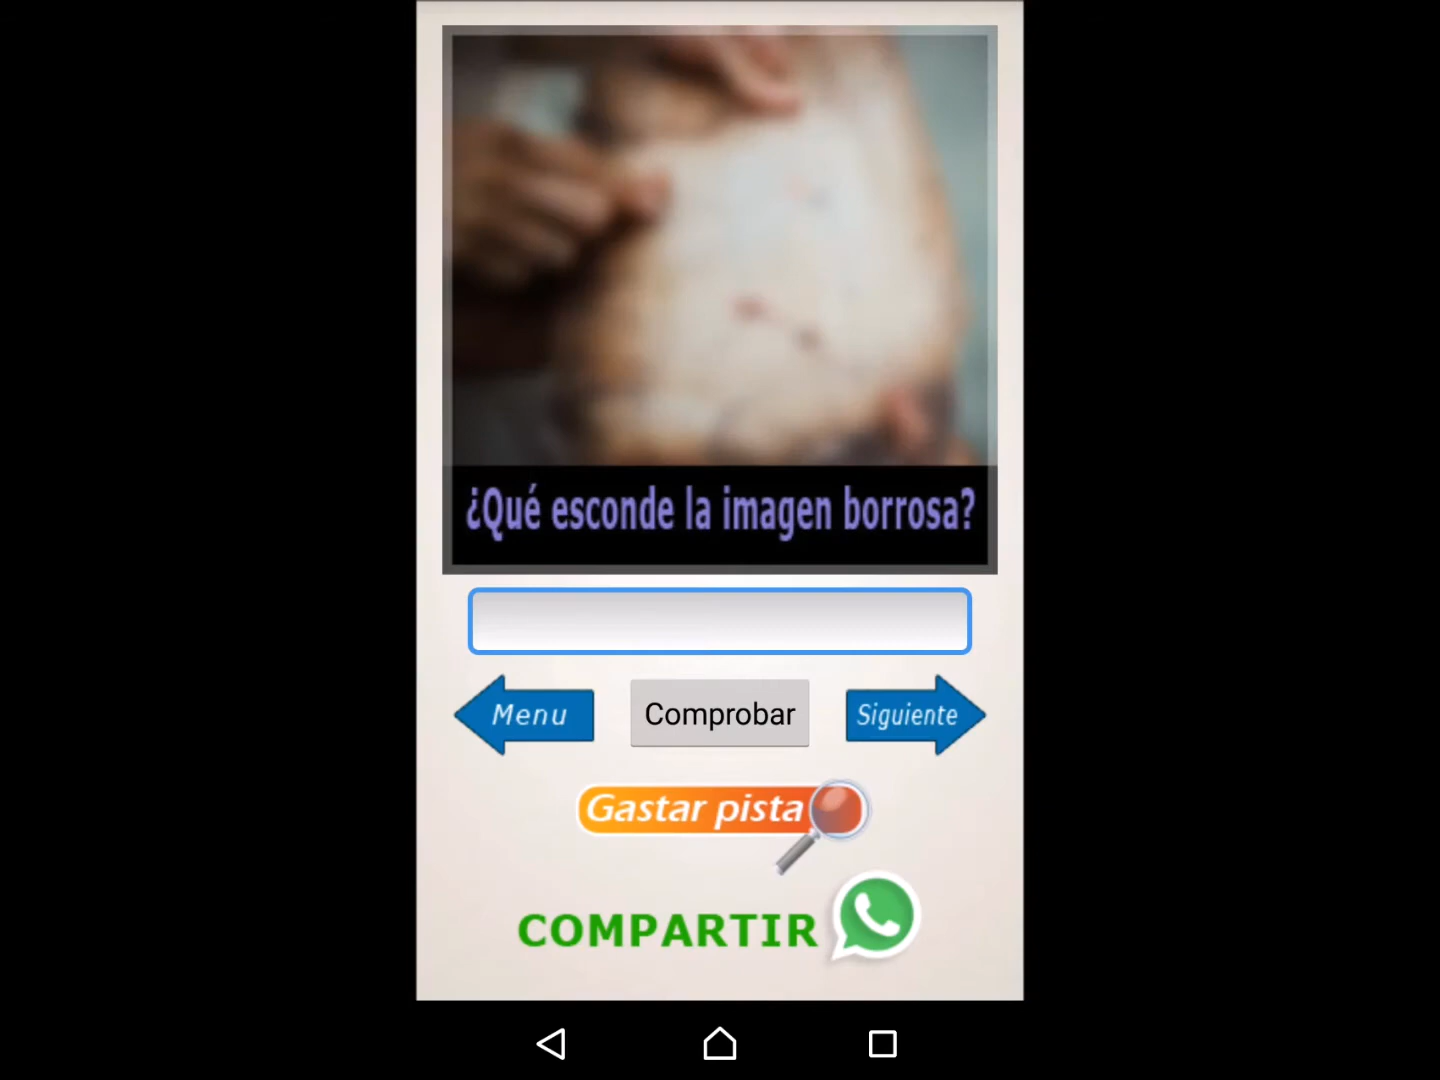 ¿Qué esconde la imagen borrosa?
Menu
Comprobar
Siguiente
Gastar pista
COMPARTIR